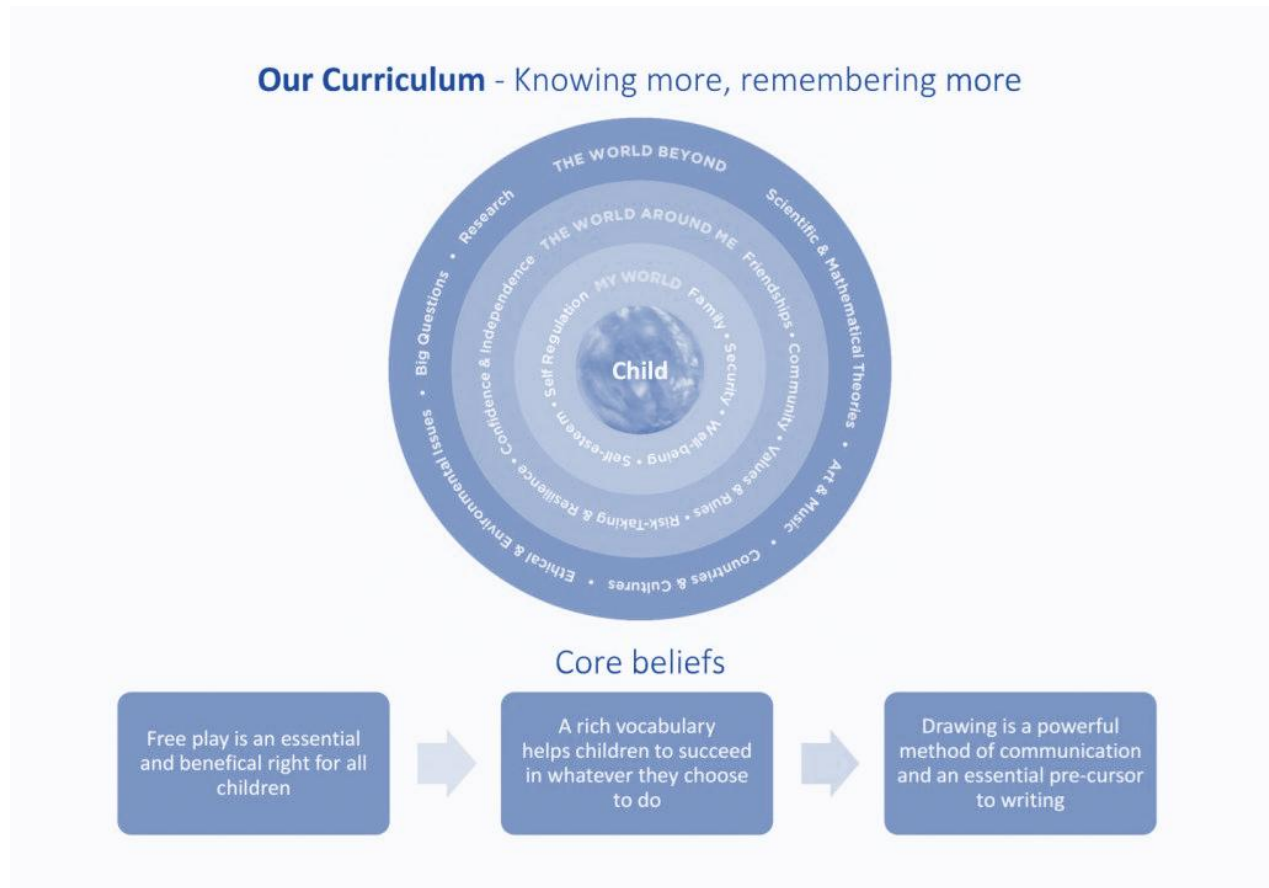 Our Curriculum - Knowing more, remembering more
THE WORLD BEYOND
Scientific & Mathematical Theories • Art & Music • Countries & Cultures • Ethical & Environmental Issues • Big Questions • Research
THE WORLD AROUND ME
Friendships • Community • Values & Rules • Risk-Taking & Resilience • Confidence & Independence
MY WORLD
Family • Security • Well-being • Self-esteem • Self Regulation
Child
Core beliefs
Free play is an essential
and benefical right for all
children
A rich vocabulary
helps children to succeed
in whatever they choose
to do
Drawing is a powerful
method of communication
and an essential pre-cursor
to writing